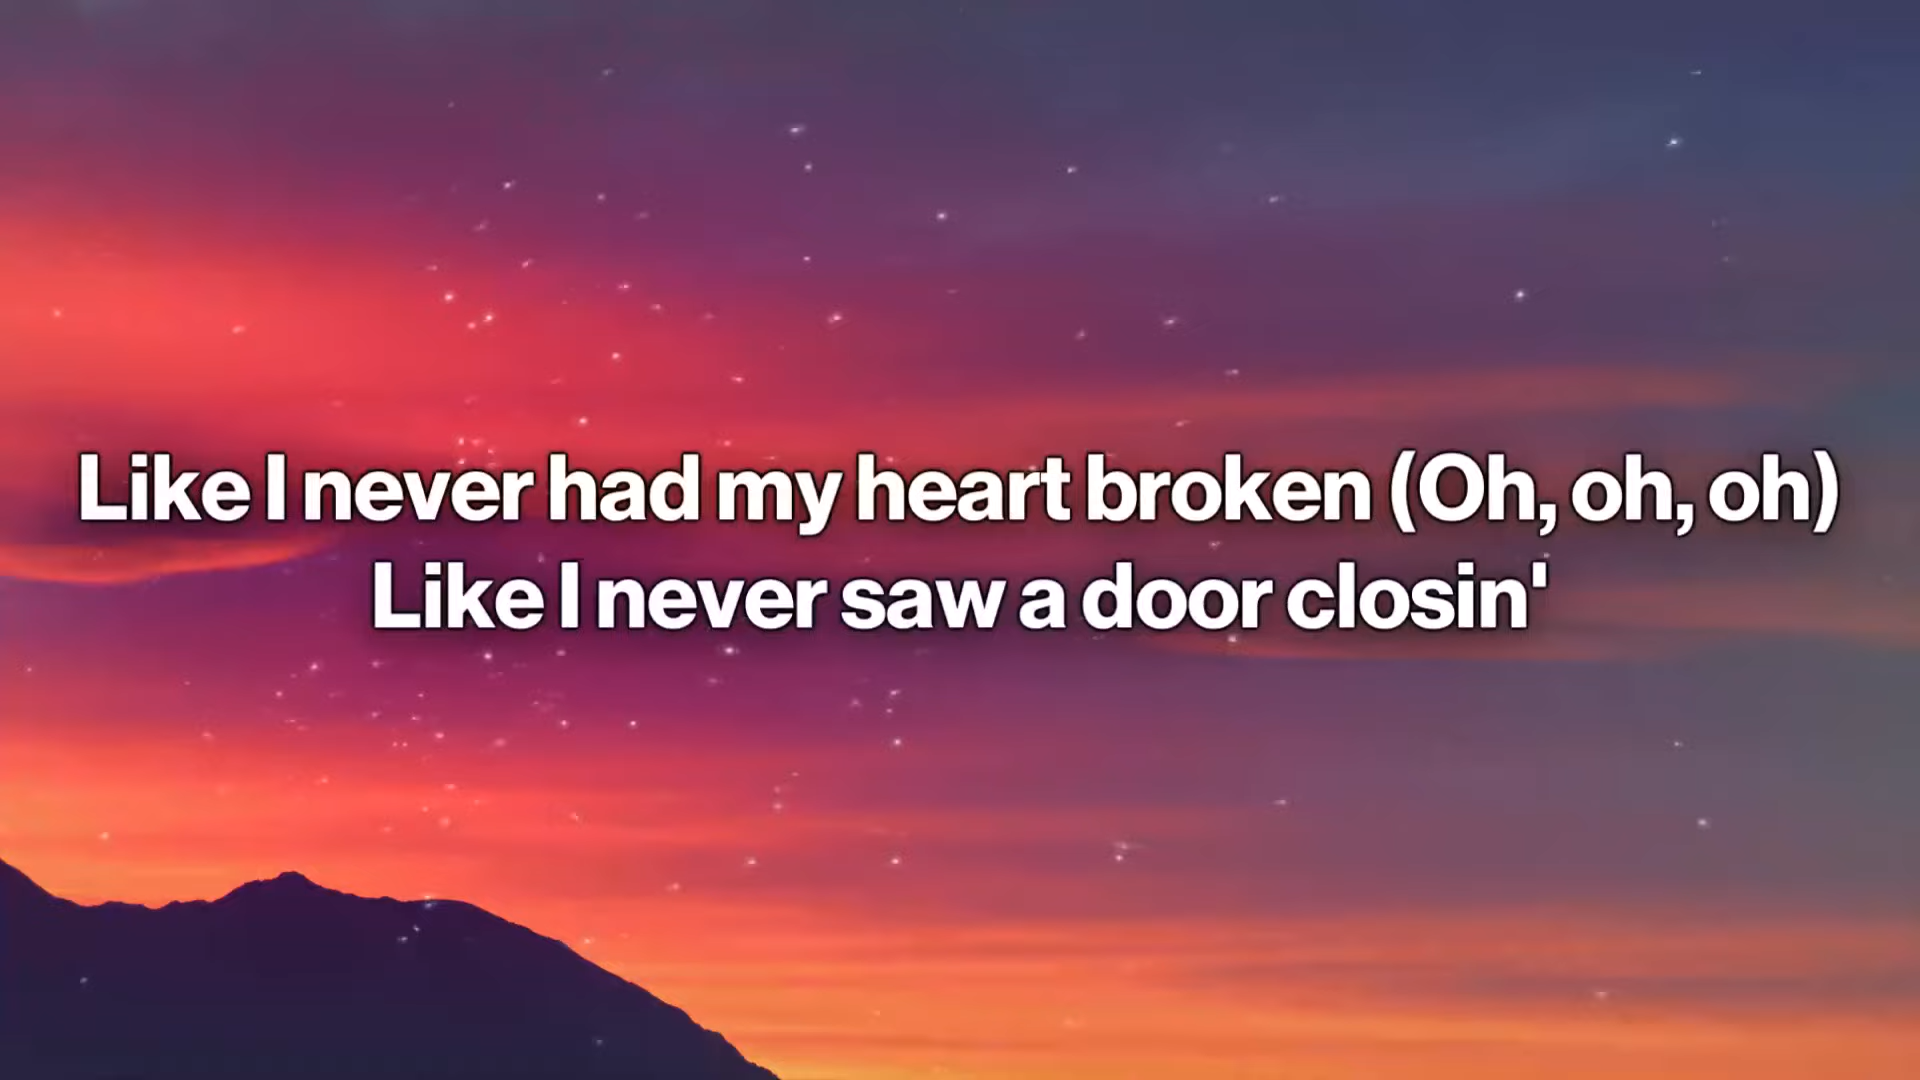 Like I never had my heart broken (Oh, oh, oh)
Like I never saw a door closin'